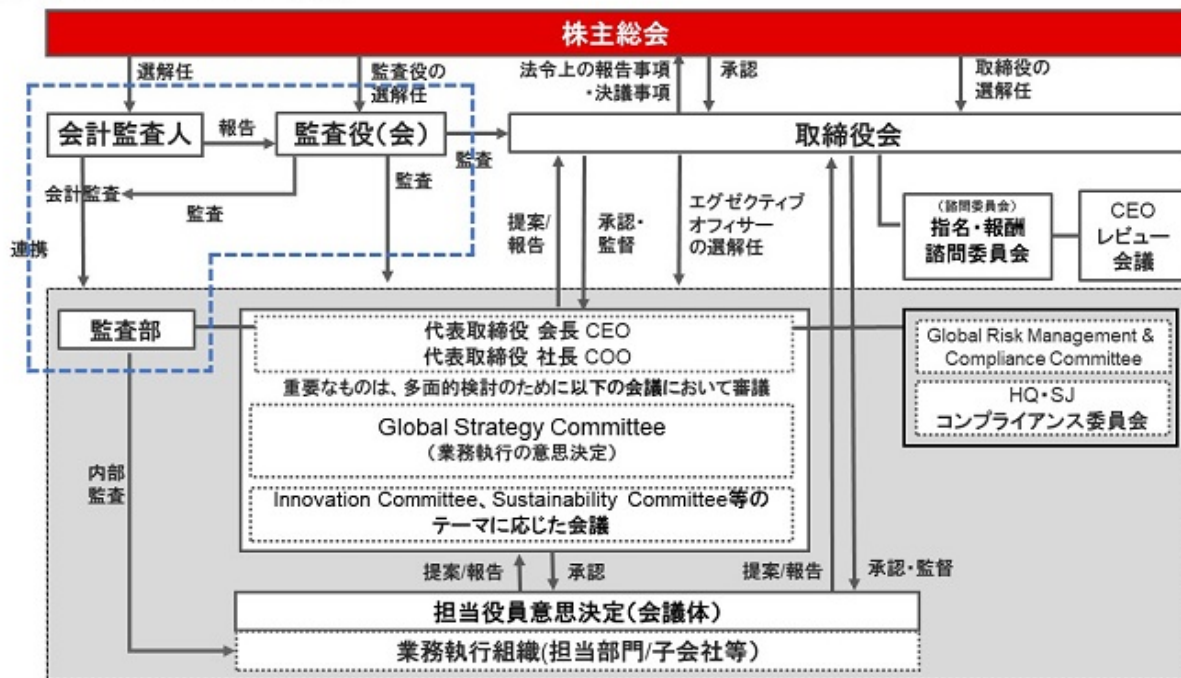 株主総会
選解任
監査役の
選解任
法令上の報告事項
・決議事項
承認
取締役の
選解任
会計監査人
報告
監査役(会)
監査
取締役会
会計監査
監査
監査
連携
提案/
報告
承認・
監督
エグゼクティブ
オフィサー
の選解任
(諮問委員会)
指名・報酬
諮問委員会
CEO
レビュー
会議
監査部
代表取締役 会長 CEO
代表取締役 社長 COO
重要なものは、多面的検討のために以下の会議において審議
Global Strategy Committee
(業務執行の意思決定)
Innovation Committee、Sustainability Committee等の
テーマに応じた会議
Global Risk Management &
Compliance Committee
HQ・SJ
コンプライアンス委員会
内部
監査
提案/報告
承認
提案/報告
承認・監督
担当役員意思決定(会議体)
業務執行組織(担当部門/子会社等)